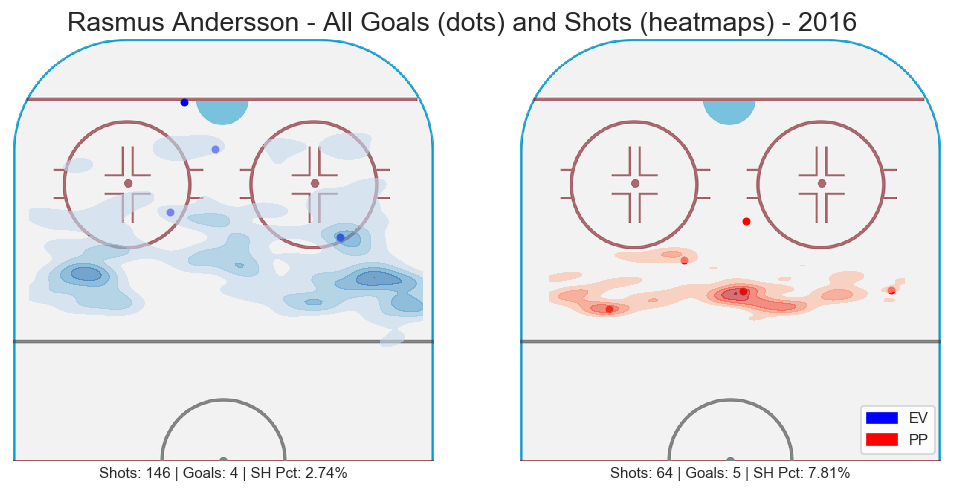 Rasmus Andersson - All Goals (dots) and Shots (heatmaps) - 2016
EV
PP
Shots: 146 | Goals: 4 | SH Pct: 2.74%
Shots: 64 | Goals: 5 | SH Pct: 7.81%